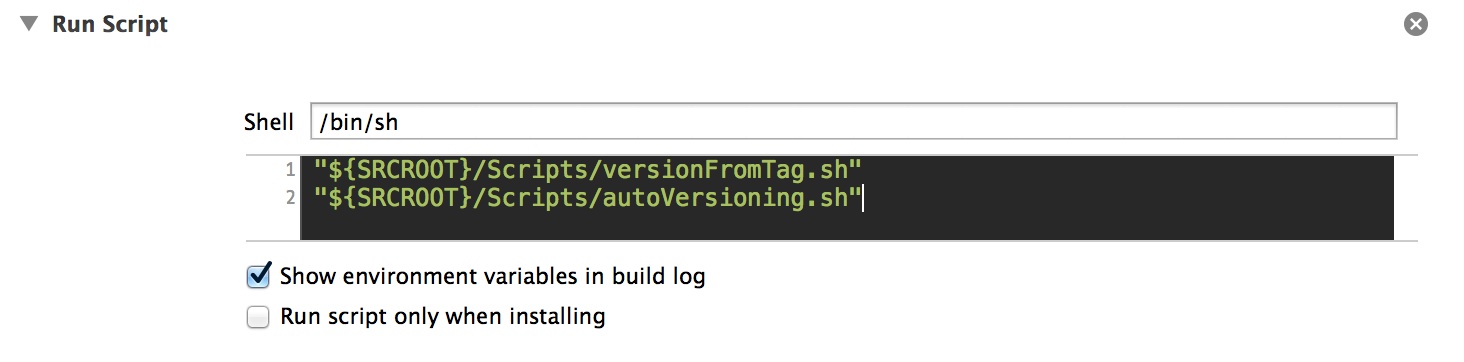 Run Script
Shell /bin/sh
1 "${SRCROOT}/Scripts/versionFromTag.sh"
2 "${SRCROOT}/Scripts/autoVersioning.sh"
Show environment variables in build log
Run script only when installing